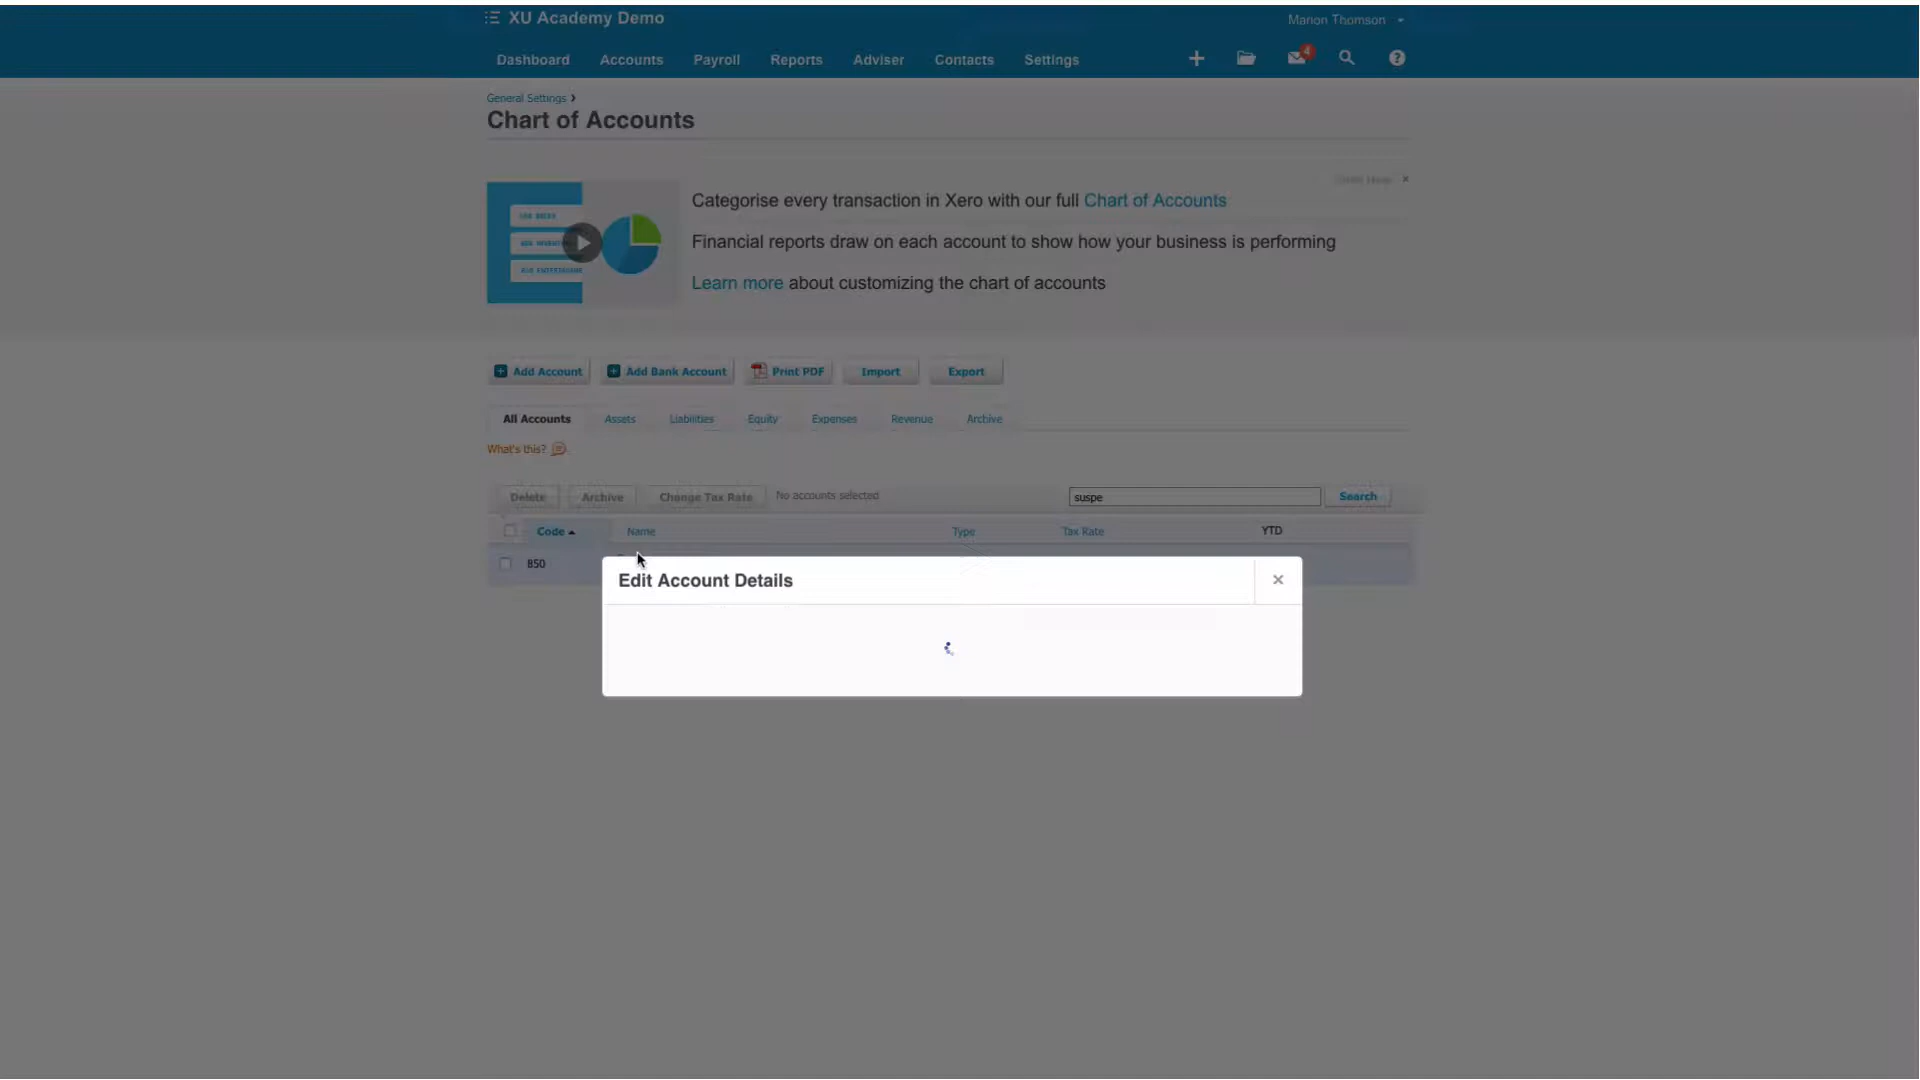 XU Academy Demo
Marion Thomson
Dashboard Accounts Payroll Reports Adviser Contacts Settings
4
General Settings ›
Chart of Accounts
Categorise every transaction in Xero with our full Chart of Accounts
Financial reports draw on each account to show how your business is performing
Learn more about customizing the chart of accounts
Add Account Add Bank Account Print PDF Import Export
All Accounts Assets Liabilities Equity Expenses Revenue Archive
What's this?
Delete Archive Change Tax Rate No accounts selected suspe Search
Code Name Type Tax Rate YTD
850
Edit Account Details